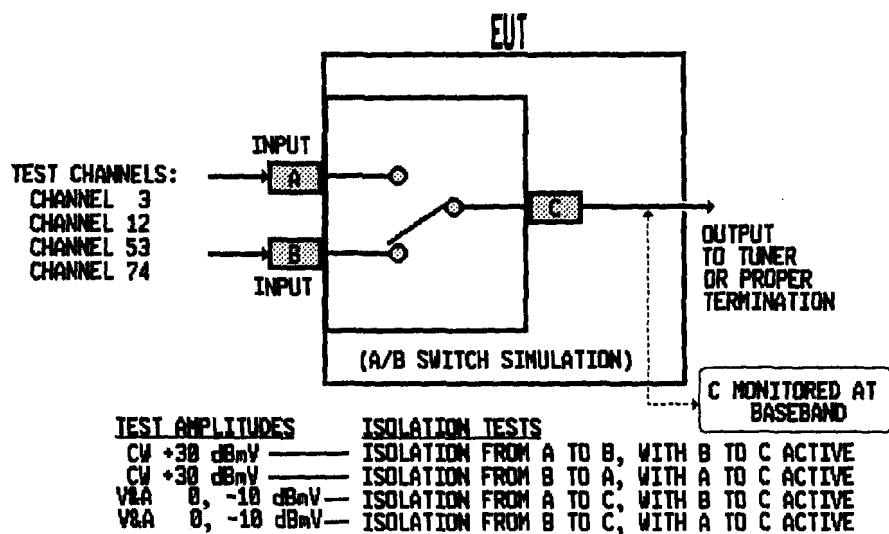 EUT
INPUT
TEST CHANNELS:
CHANNEL 3
CHANNEL 12
CHANNEL 53
CHANNEL 74
A
B
INPUT
C
OUTPUT
TO TUNER
OR PROPER
TERMINATION
(A/B SWITCH SIMULATION)
C MONITORED AT
BASEBAND
TEST AMPLITUDES ISOLATION TESTS
CW +30 dBmV — ISOLATION FROM A TO B, WITH B TO C ACTIVE
CW +30 dBmV — ISOLATION FROM B TO A, WITH A TO C ACTIVE
V&A 0, -10 dBmV — ISOLATION FROM A TO C, WITH B TO C ACTIVE
V&A 0, -10 dBmV — ISOLATION FROM B TO C, WITH A TO C ACTIVE